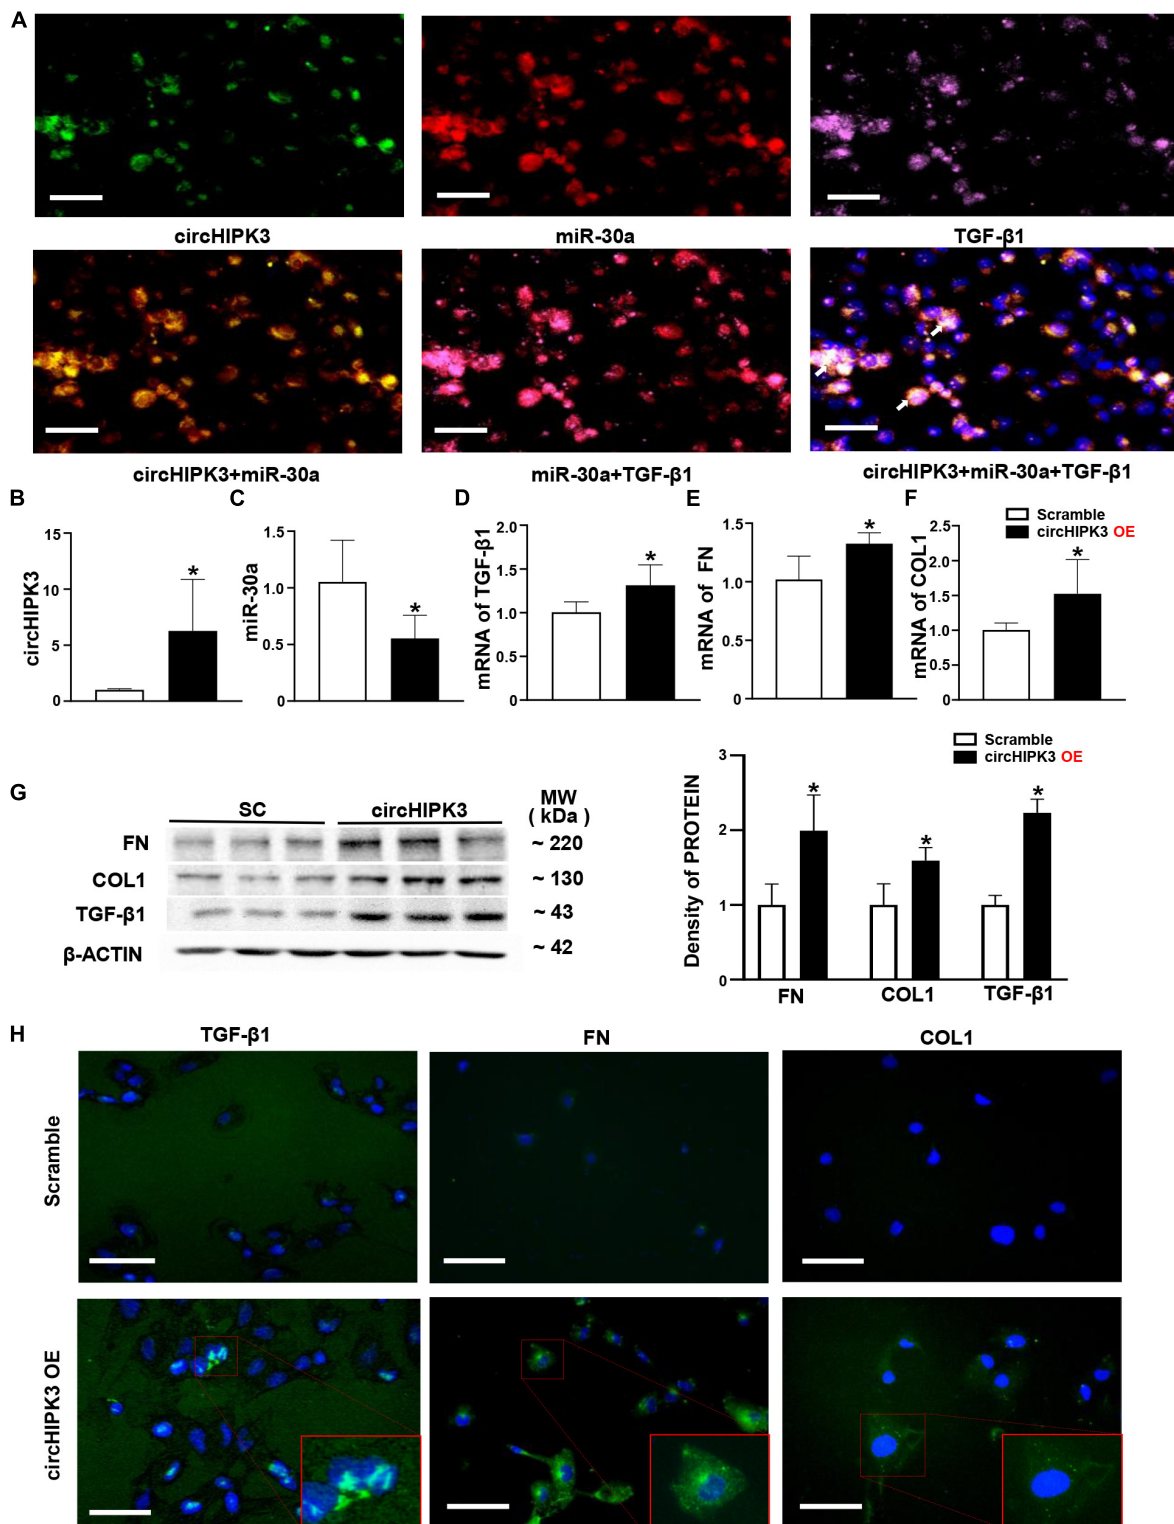 A
circHIPK3
miR-30a
TGF-β1
circHIPK3+miR-30a
miR-30a+TGF-β1
circHIPK3+miR-30a+TGF-β1
B
circHIPK3
15
10
5
0
*
C
miR-30a
1.5
1.0
0.5
0
*
D
mRNA of TGF-β1
2.0
1.5
1.0
0.5
0
*
E
mRNA of FN
1.5
1.0
0.5
0
*
F
mRNA of COL1
2.5
2.0
1.5
1.0
0.5
0
*
Scramble
circHIPK3 OE
G
SC
circHIPK3
MW
( kDa )
FN
~ 220
COL1
~ 130
TGF-β1
~ 43
β-ACTIN
~ 42
Density of PROTEIN
3
2
1
0
*
*
*
FN
COL1
TGF-β1
Scramble
circHIPK3 OE
H
TGF-β1
FN
COL1
Scramble
circHIPK3 OE